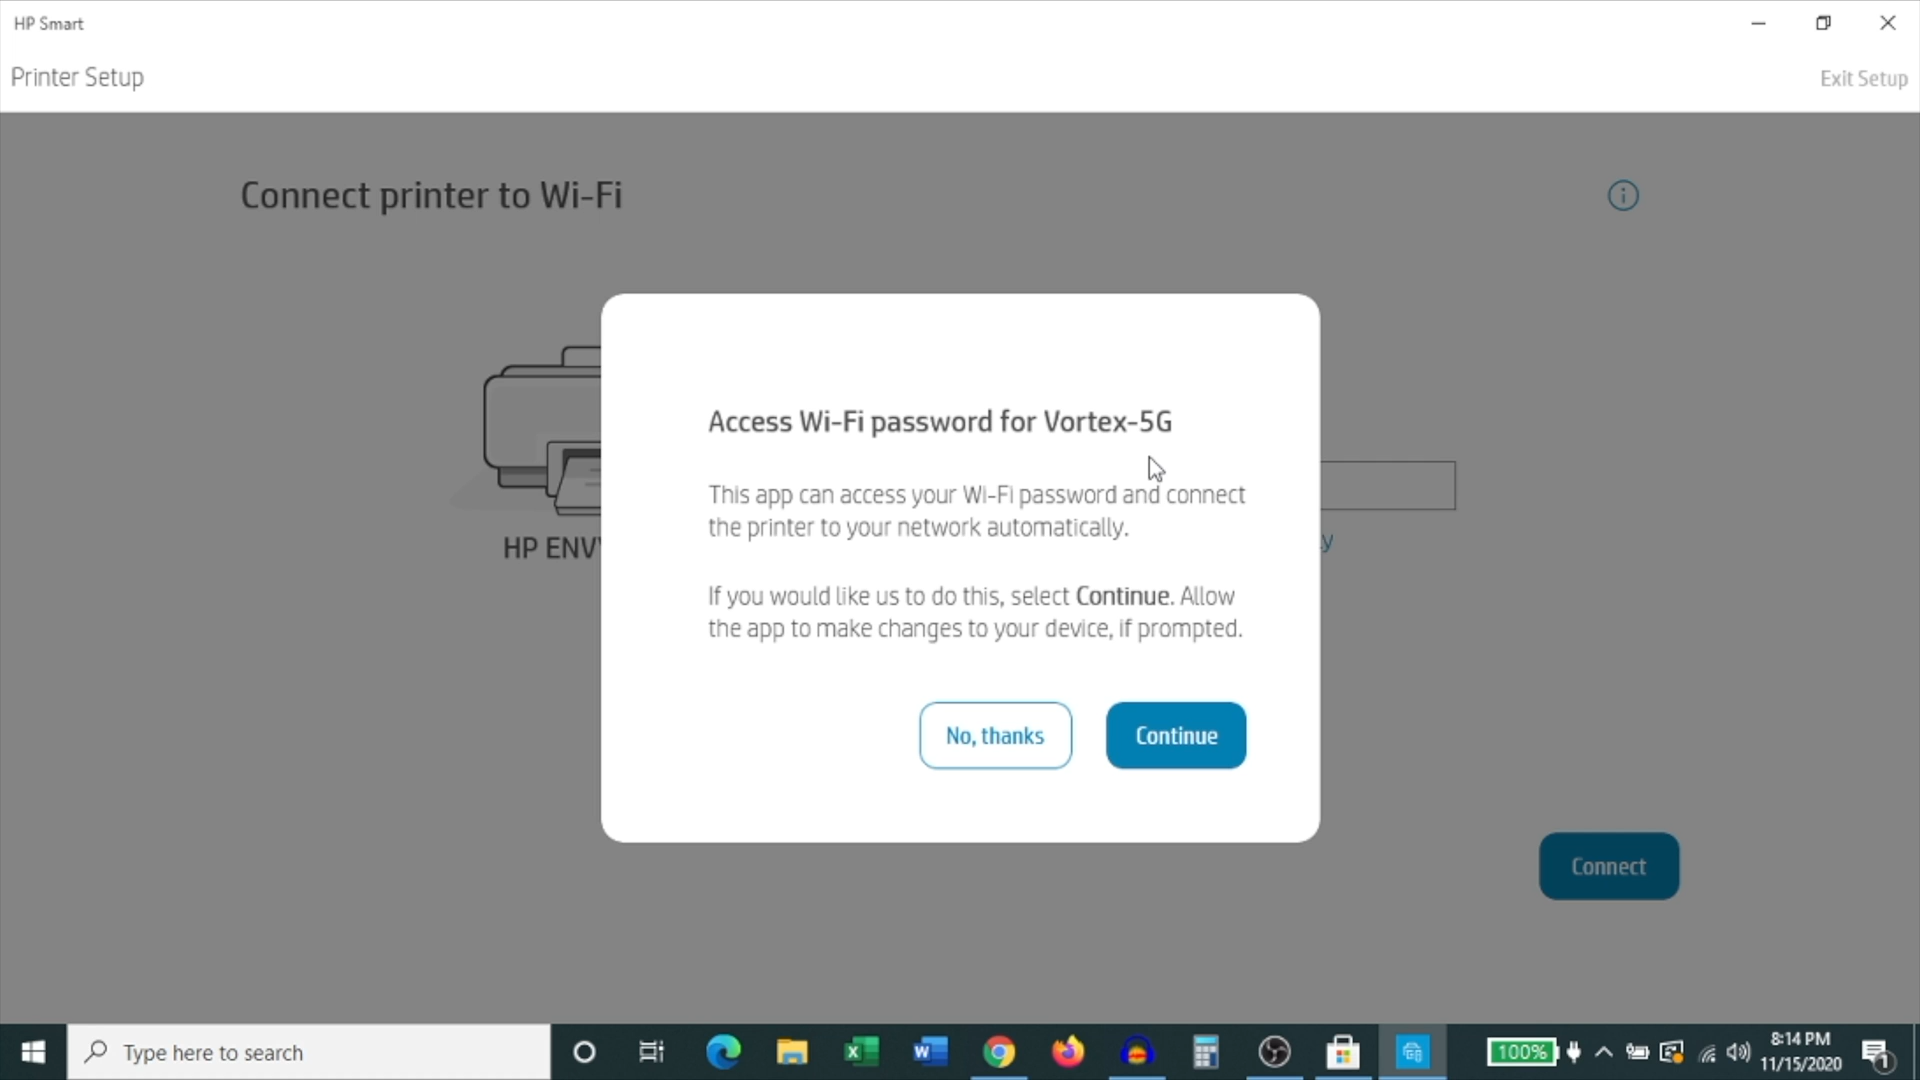 HP Smart
Printer Setup
Exit Setup
Connect printer to Wi-Fi
Access Wi-Fi password for Vortex-5G
This app can access your Wi-Fi password and connect
the printer to your network automatically.
If you would like us to do this, select Continue. Allow
the app to make changes to your device, if prompted.
HP ENVY
No, thanks
Continue
Connect
Type here to search
100%
8:14 PM
11/15/2020
1